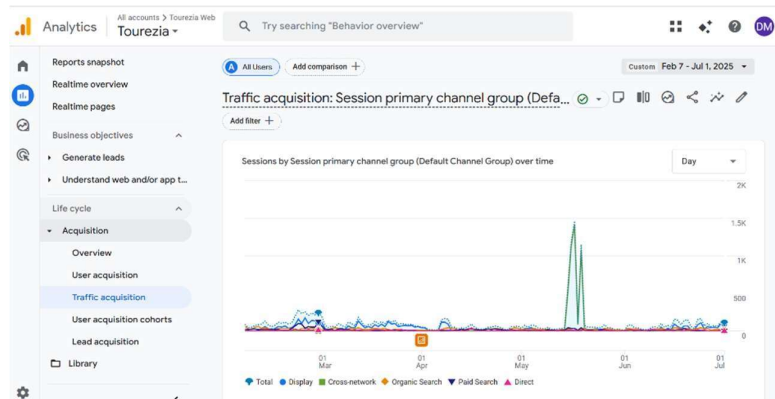 Analytics
All accounts > Tourezia Web
Tourezia
Try searching "Behavior overview"
DM
Reports snapshot
Realtime overview
Realtime pages
Business objectives
Generate leads
Understand web and/or app t...
Life cycle
Acquisition
Overview
User acquisition
Traffic acquisition
User acquisition cohorts
Lead acquisition
Library
A All Users
Add comparison +
Custom Feb 7 - Jul 1, 2025
Traffic acquisition: Session primary channel group (Defa...
Add filter +
Sessions by Session primary channel group (Default Channel Group) over time
Day
2K
1.5K
1K
500
0
01 Mar
01 Apr
01 May
01 Jun
01 Jul
Total Display Cross-network Organic Search Paid Search Direct